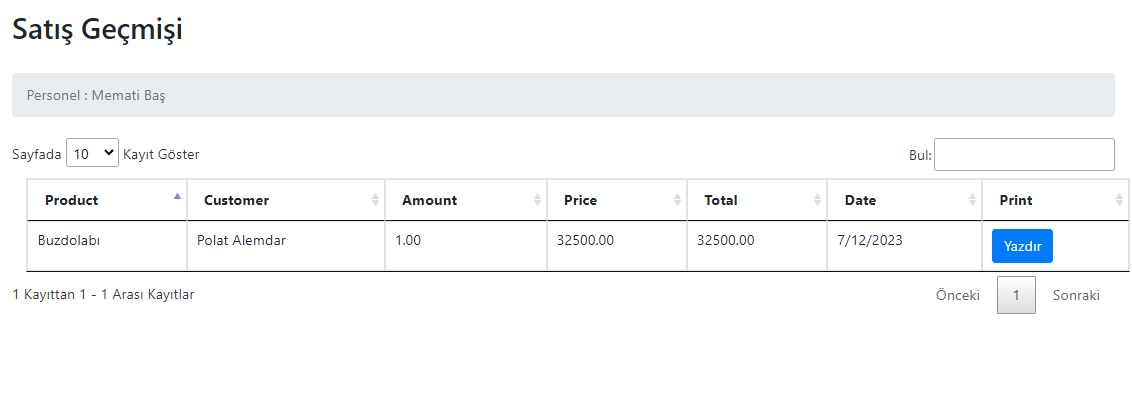 Satış Geçmişi
Personel : Memati Baş
Sayfada 10 Kayıt Göster Bul:
Product Customer Amount Price Total Date Print
Buzdolabı Polat Alemdar 1.00 32500.00 32500.00 7/12/2023 Yazdır
1 Kayıttan 1 - 1 Arası Kayıtlar Önceki 1 Sonraki